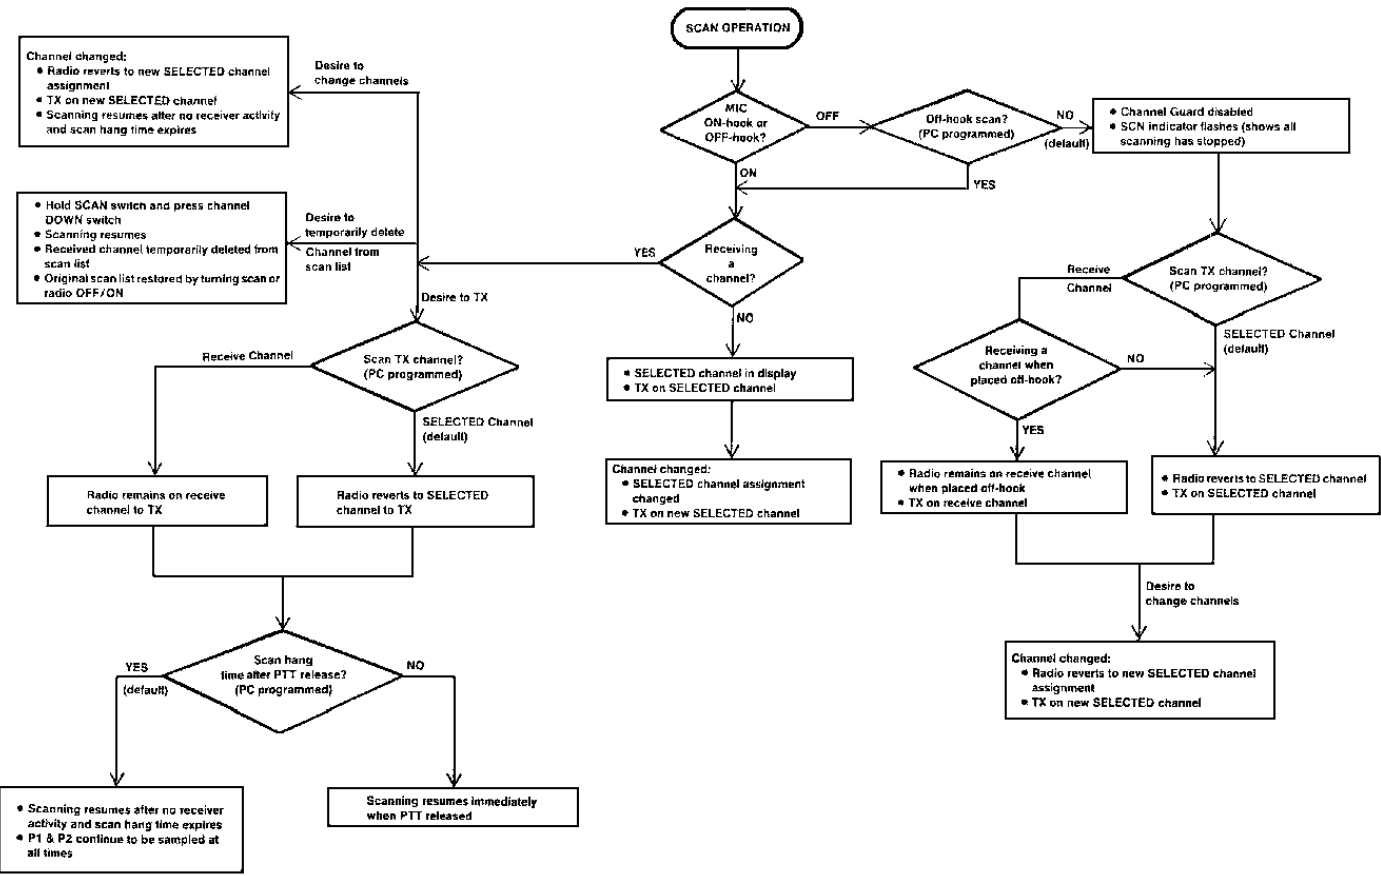 SCAN OPERATION
MIC
ON-hook or
OFF-hook?
OFF
ON
Off-hook scan?
(PC programmed)
NO
(default)
YES
• Channel Guard disabled
• SCN indicator flashes (shows all
scanning has stopped)
Channel changed:
• Radio reverts to new SELECTED channel
assignment
• TX on new SELECTED channel
• Scanning resumes after no receiver activity
and scan hang time expires
Desire to
change channels
• Hold SCAN switch and press channel
DOWN switch
• Scanning resumes
• Received channel temporarily deleted from
scan list
• Original scan list restored by turning scan or
radio OFF/ON
Desire to
temporarily delete
Channel from
scan list
YES
Receiving
a
channel?
NO
Desire to TX
Scan TX channel?
(PC programmed)
Receive Channel
SELECTED Channel
(default)
Radio remains on receive
channel to TX
Radio reverts to SELECTED
channel to TX
Scan hang
time after PTT release?
(PC programmed)
YES
(default)
NO
• Scanning resumes after no receiver
activity and scan hang time expires
• P1 & P2 continue to be sampled at
all times
Scanning resumes immediately
when PTT released
• SELECTED channel in display
• TX on SELECTED channel
Channel changed:
• SELECTED channel assignment
changed
• TX on new SELECTED channel
Scan TX channel?
(PC programmed)
Receive
Channel
SELECTED Channel
(default)
Receiving a
channel when
placed off-hook?
NO
YES
• Radio remains on receive channel
when placed off-hook
• TX on receive channel
• Radio reverts to SELECTED channel
• TX on SELECTED channel
Desire to
change channels
Channel changed:
• Radio reverts to new SELECTED channel
assignment
• TX on new SELECTED channel